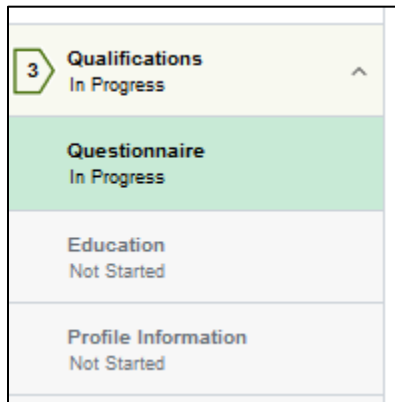 3
Qualifications
In Progress
Questionnaire
In Progress
Education
Not Started
Profile Information
Not Started